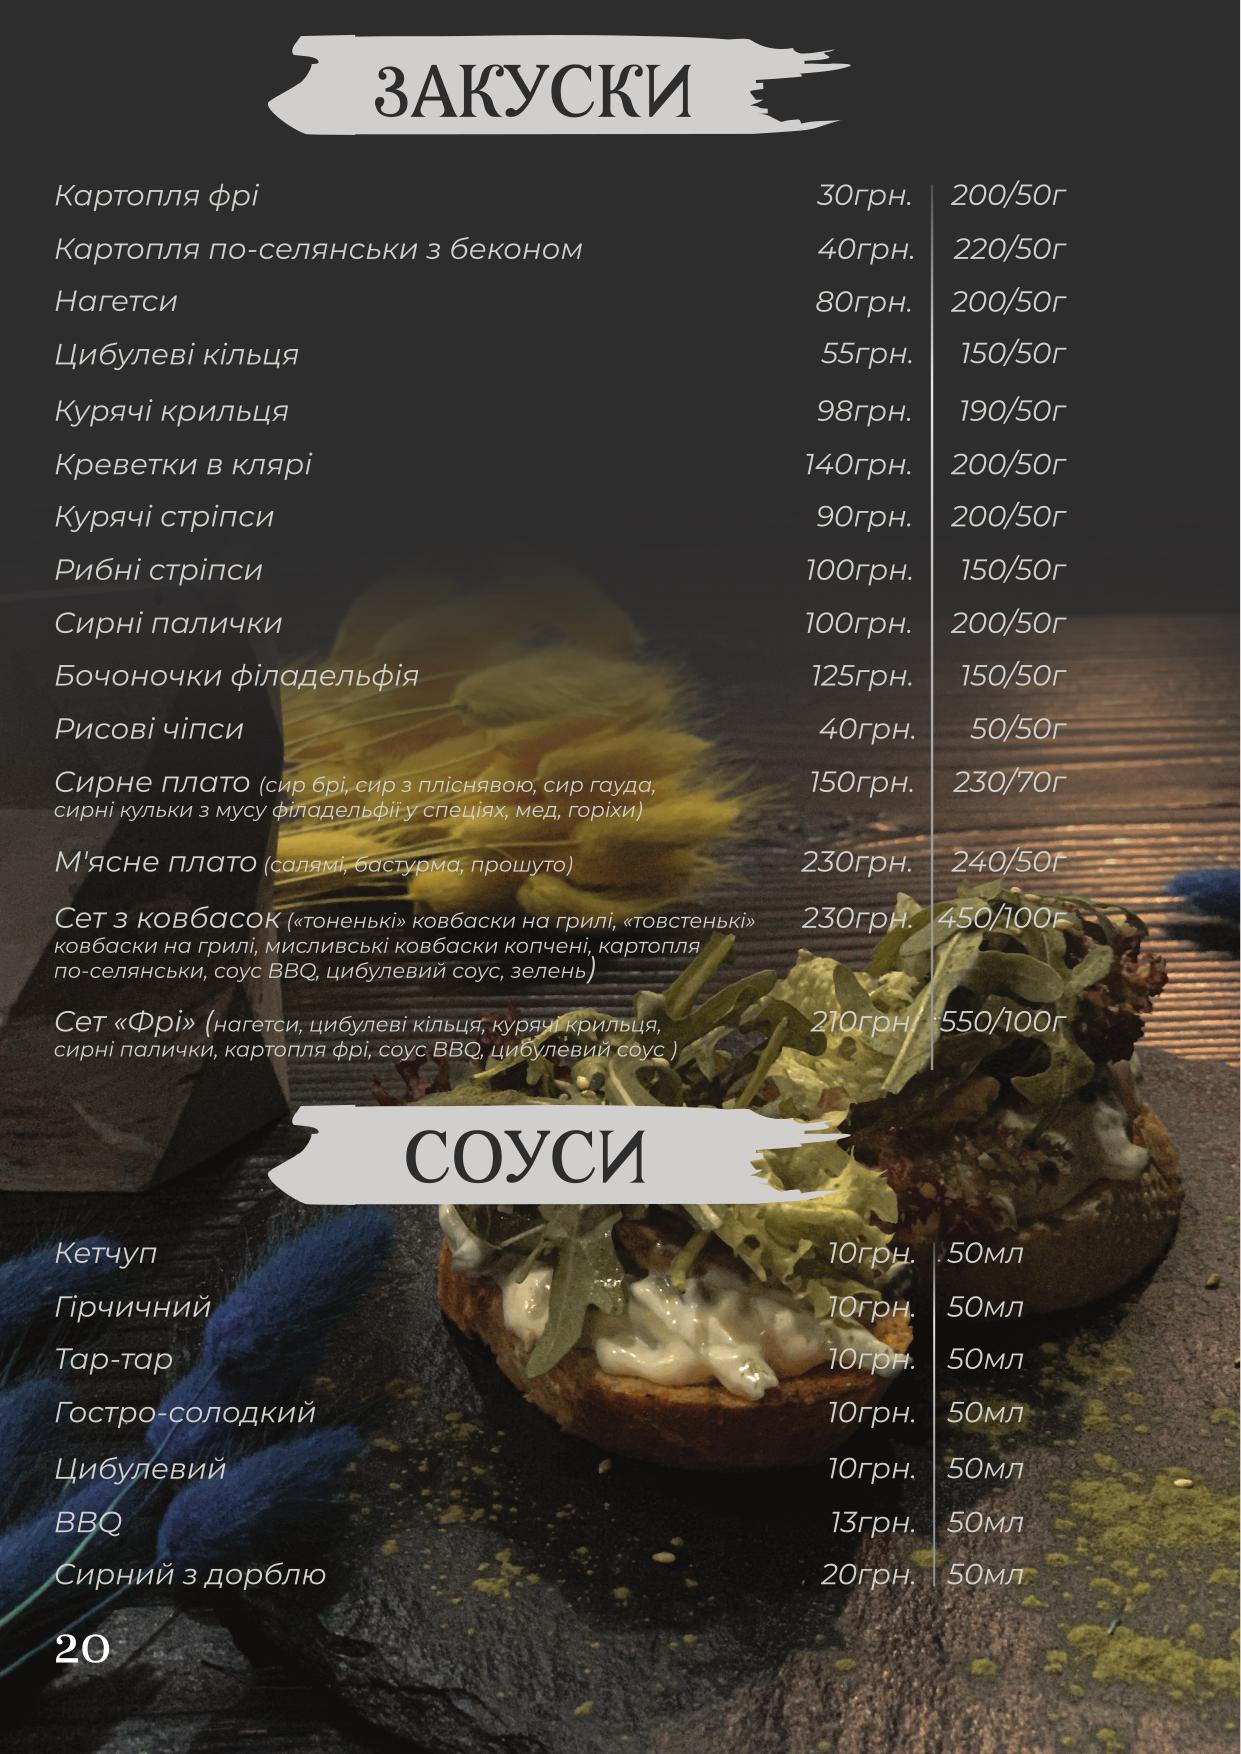 ЗАКУСКИ
Картопля фрі 30грн. 200/50г
Картопля по-селянськи з беконом 40грн. 220/50г
Нагетси 80грн. 200/50г
Цибулеві кільця 55грн. 150/50г
Курячі крильця 98грн. 190/50г
Креветки в клярі 140грн. 200/50г
Курячі стріпси 90грн. 200/50г
Рибні стріпси 100грн. 150/50г
Сирні палички 100грн. 200/50г
Бочоночки філадельфія 125грн. 150/50г
Рисові чіпси 40грн. 50/50г
Сирне плато (сир брі, сир з пліснявою, сир гауда, 150грн. 230/70г
сирні кульки з мусу філадельфії у спеціях, мед, горіхи)
М'ясне плато (салямі, бастурма, прошуто) 230грн. 240/50г
Сет з ковбасок («тоненькі» ковбаски на грилі, «товстенькі» 230грн. 450/100г
ковбаски на грилі, мисливські ковбаски копчені, картопля
по-селянськи, соус BBQ, цибулевий соус, зелень)
Сет «Фрі» (нагетси, цибулеві кільця, курячі крильця, 210грн. 550/100г
сирні палички, картопля фрі, соус BBQ, цибулевий соус )
СОУСИ
Кетчуп 10грн. 50мл
Гірчичний 10грн. 50мл
Тар-тар 10грн. 50мл
Гостро-солодкий 10грн. 50мл
Цибулевий 10грн. 50мл
BBQ 13грн. 50мл
Сирний з дорблю 20грн. 50мл
20